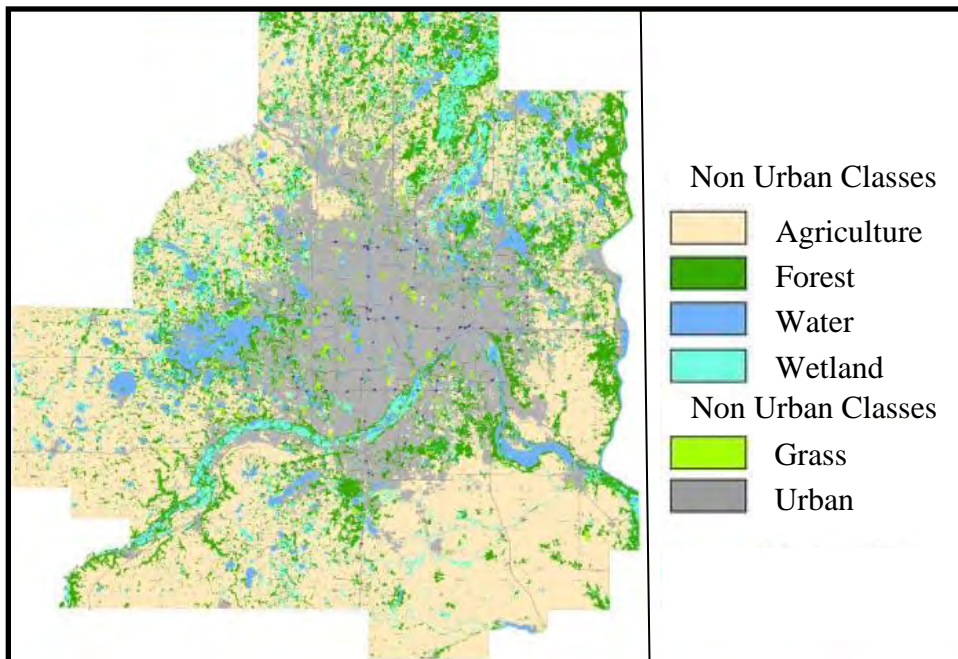 Non Urban Classes
Agriculture
Forest
Water
Wetland
Non Urban Classes
Grass
Urban